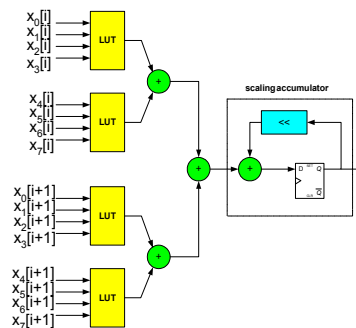 x0[i]
x1[i]
x2[i]
x3[i]
LUT
x4[i]
x5[i]
x6[i]
x7[i]
LUT
+
+
scaling accumulator
<<
+
D
Q
Q
x0[i+1]
x1[i+1]
x2[i+1]
x3[i+1]
LUT
+
x4[i+1]
x5[i+1]
x6[i+1]
x7[i+1]
LUT